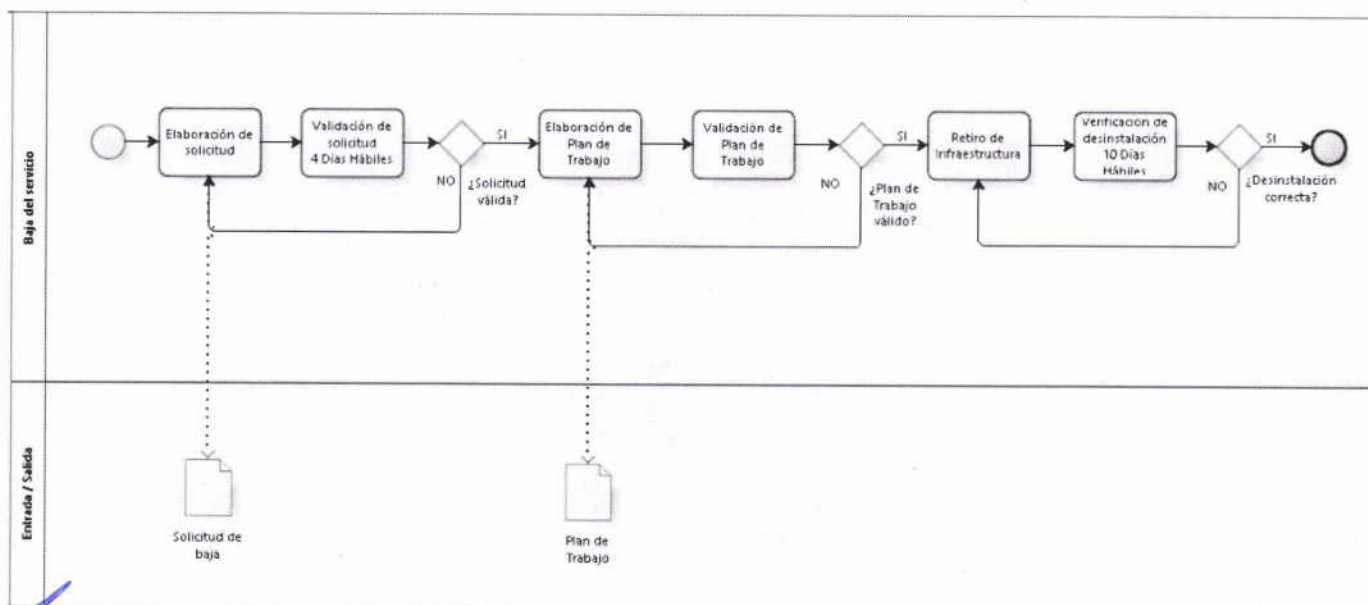 Baja del servicio
Elaboración de
solicitud
Validación de
solicitud
4 Días Hábiles
SI
NO
¿Solicitud
válida?
Elaboración de
Plan de
Trabajo
Validación de
Plan de
Trabajo
SI
NO
¿Plan de
Trabajo
válido?
Retiro de
Infraestructura
Verificación de
desinstalación
10 Días
Hábiles
SI
NO
¿Desinstalación
correcta?
Entrada / Salida
Solicitud de
baja
Plan de
Trabajo